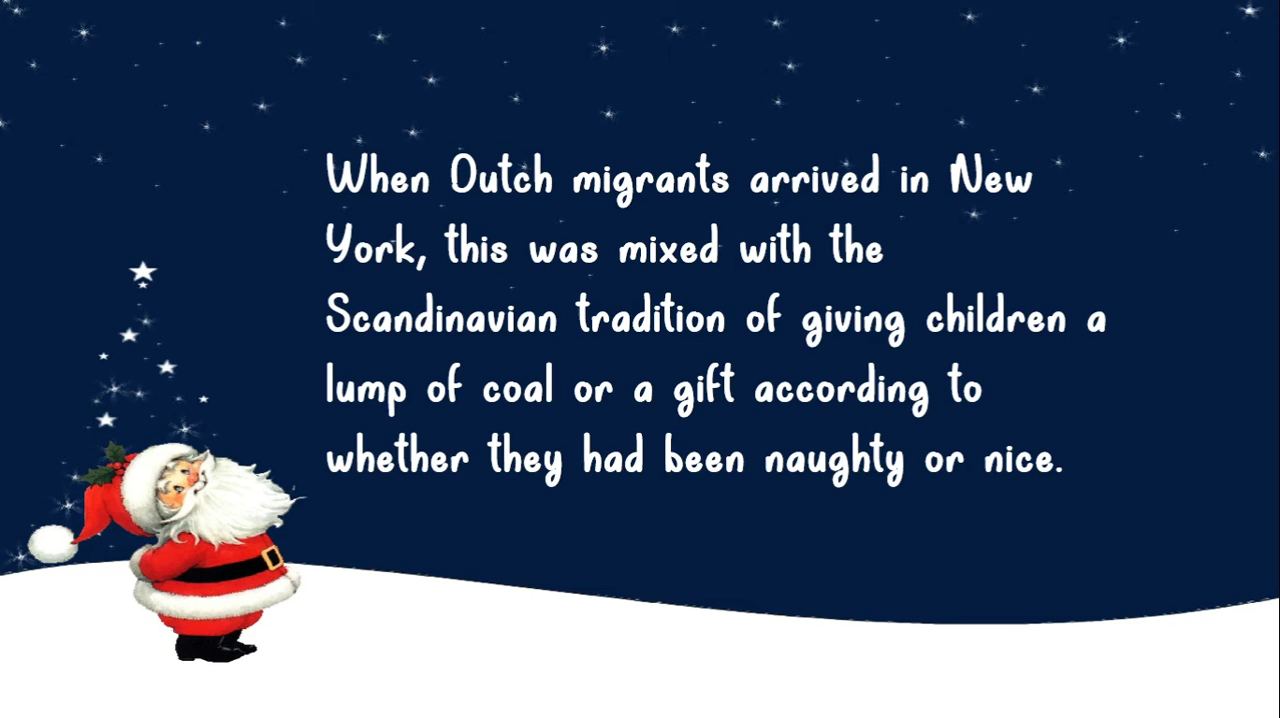 When Dutch migrants arrived in New
York, this was mixed with the
Scandinavian tradition of giving children a
lump of coal or a gift according to
whether they had been naughty or nice.